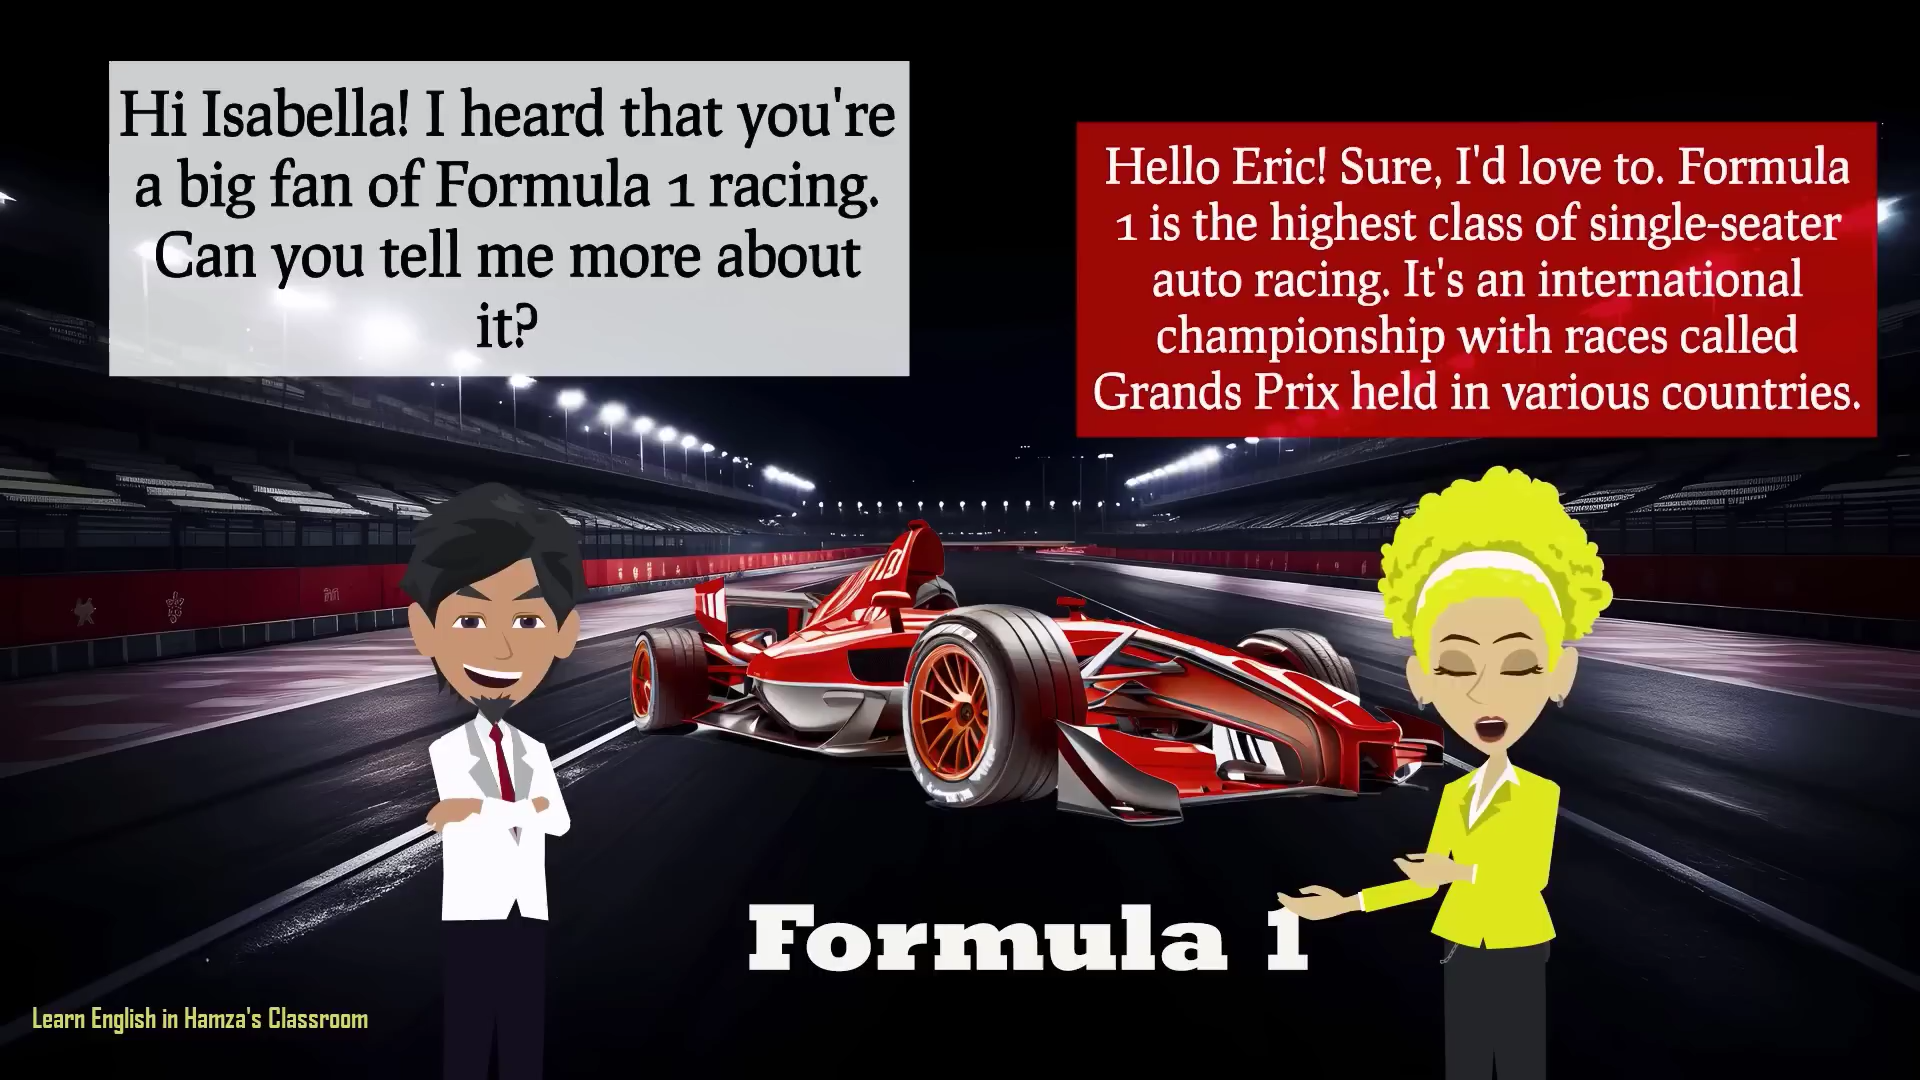 Hi Isabella! I heard that you're
a big fan of Formula 1 racing.
Can you tell me more about
it?
Hello Eric! Sure, I'd love to. Formula
1 is the highest class of single-seater
auto racing. It's an international
championship with races called
Grands Prix held in various countries.
Formula 1
Learn English in Hamza's Classroom